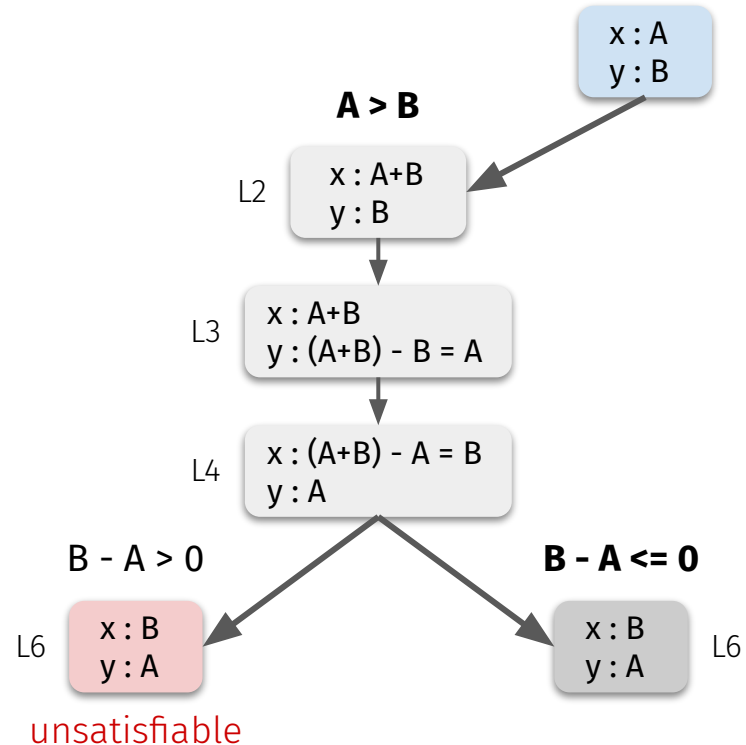 x : A
y : B
A > B
L2
x : A+B
y : B
L3
x : A+B
y : (A+B) - B = A
L4
x : (A+B) - A = B
y : A
B - A > 0
B - A <= 0
L6
x : B
y : A
x : B
y : A
L6
unsatisfiable